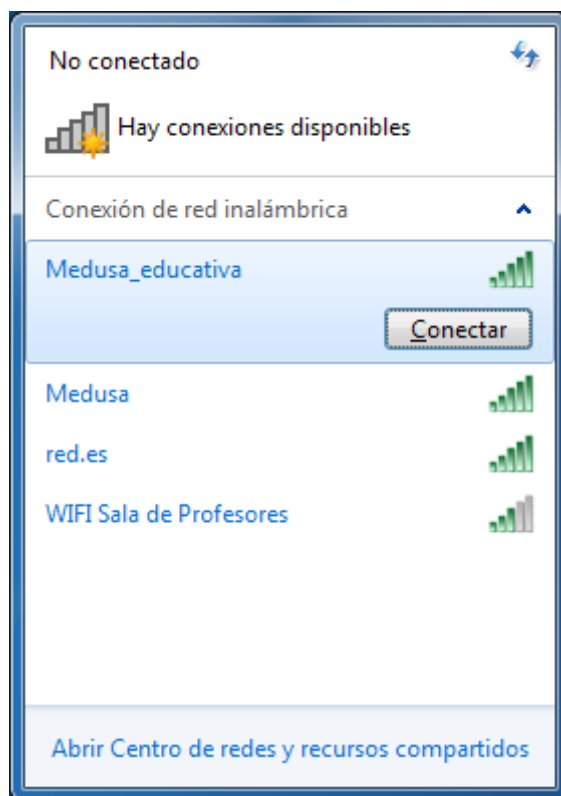 No conectado
Hay conexiones disponibles
Conexión de red inalámbrica
Medusa_educativa
Conectar
Medusa
red.es
WIFI Sala de Profesores
Abrir Centro de redes y recursos compartidos